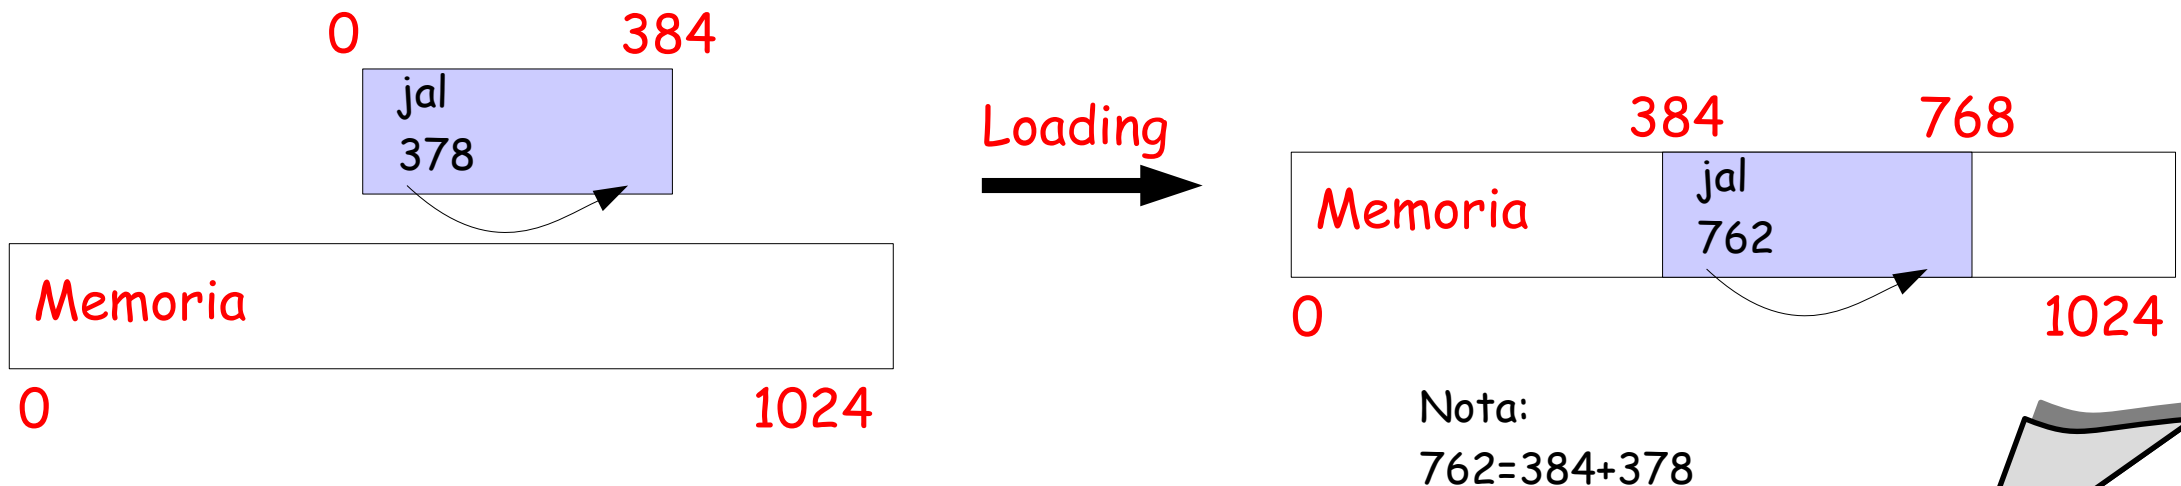 0 384
jal
378
Memoria
0 1024
Loading
384 768
Memoria
jal
762
0 1024
Nota:
762=384+378